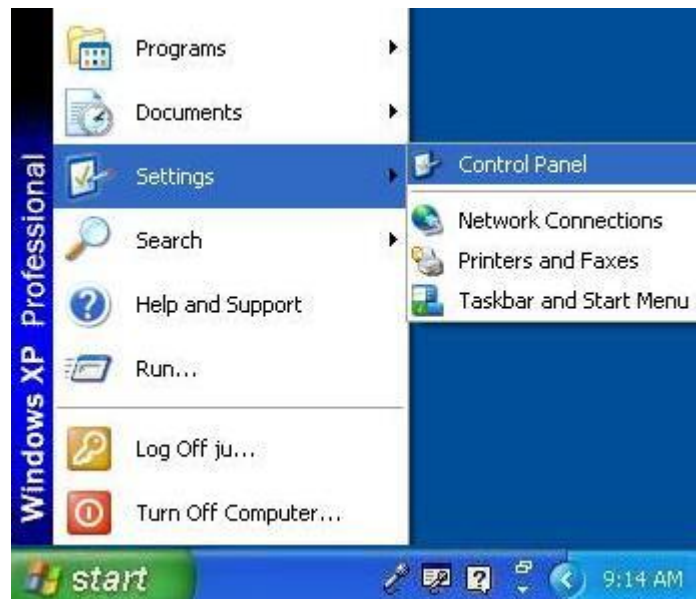 Windows XP Professional
Programs
Documents
Settings
Search
Help and Support
Run...
Log Off ju...
Turn Off Computer...
Control Panel
Network Connections
Printers and Faxes
Taskbar and Start Menu
start
9:14 AM